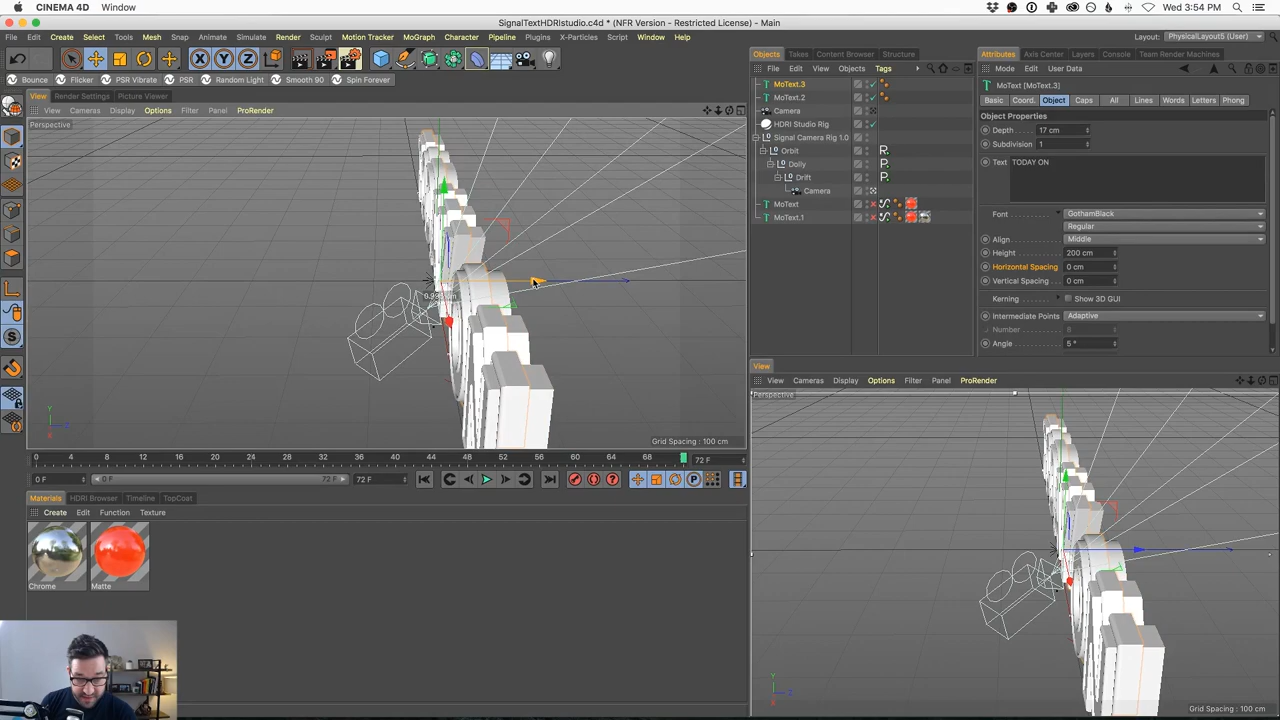 CINEMA 4D Window
Wed 3:54 PM
SignalTextHDRIstudio.c4d * (NFR Version - Restricted License) - Main
File Edit Create Select Tools Mesh Snap Animate Simulate Render Sculpt Motion Tracker MoGraph Character Pipeline Plugins X-Particles Script Window Help
Layout: PhysicalLayout5 (User)
Bounce Flicker PSR Vibrate PSR Random Light Smooth 90 Spin Forever
View Render Settings Picture Viewer
View Cameras Display Options Filter Panel ProRender
Perspective
Grid Spacing : 100 cm
0 4 8 12 16 20 24 28 32 36 40 44 48 52 56 60 64 68 72 F
0 F 0 F 72 F 72 F
Materials HDRI Browser Timeline TopCoat
Create Edit Function Texture
Chrome Matte
Objects Takes Content Browser Structure
File Edit View Objects Tags
MoText.3
MoText.2
Camera
HDRI Studio Rig
Signal Camera Rig 1.0
Orbit
Dolly
Drift
Camera
MoText
MoText.1
Attributes Axis Center Layers Console Team Render Machines
Mode Edit User Data
MoText [MoText.3]
Basic Coord. Object Caps All Lines Words Letters Phong
Object Properties
Depth 17 cm
Subdivision 1
Text TODAY ON
Font GothamBlack
Regular
Align Middle
Height 200 cm
Horizontal Spacing 0 cm
Vertical Spacing 0 cm
Kerning Show 3D GUI
Intermediate Points Adaptive
Number
Angle 5 °
View
View Cameras Display Options Filter Panel ProRender
Perspective
Grid Spacing : 100 cm